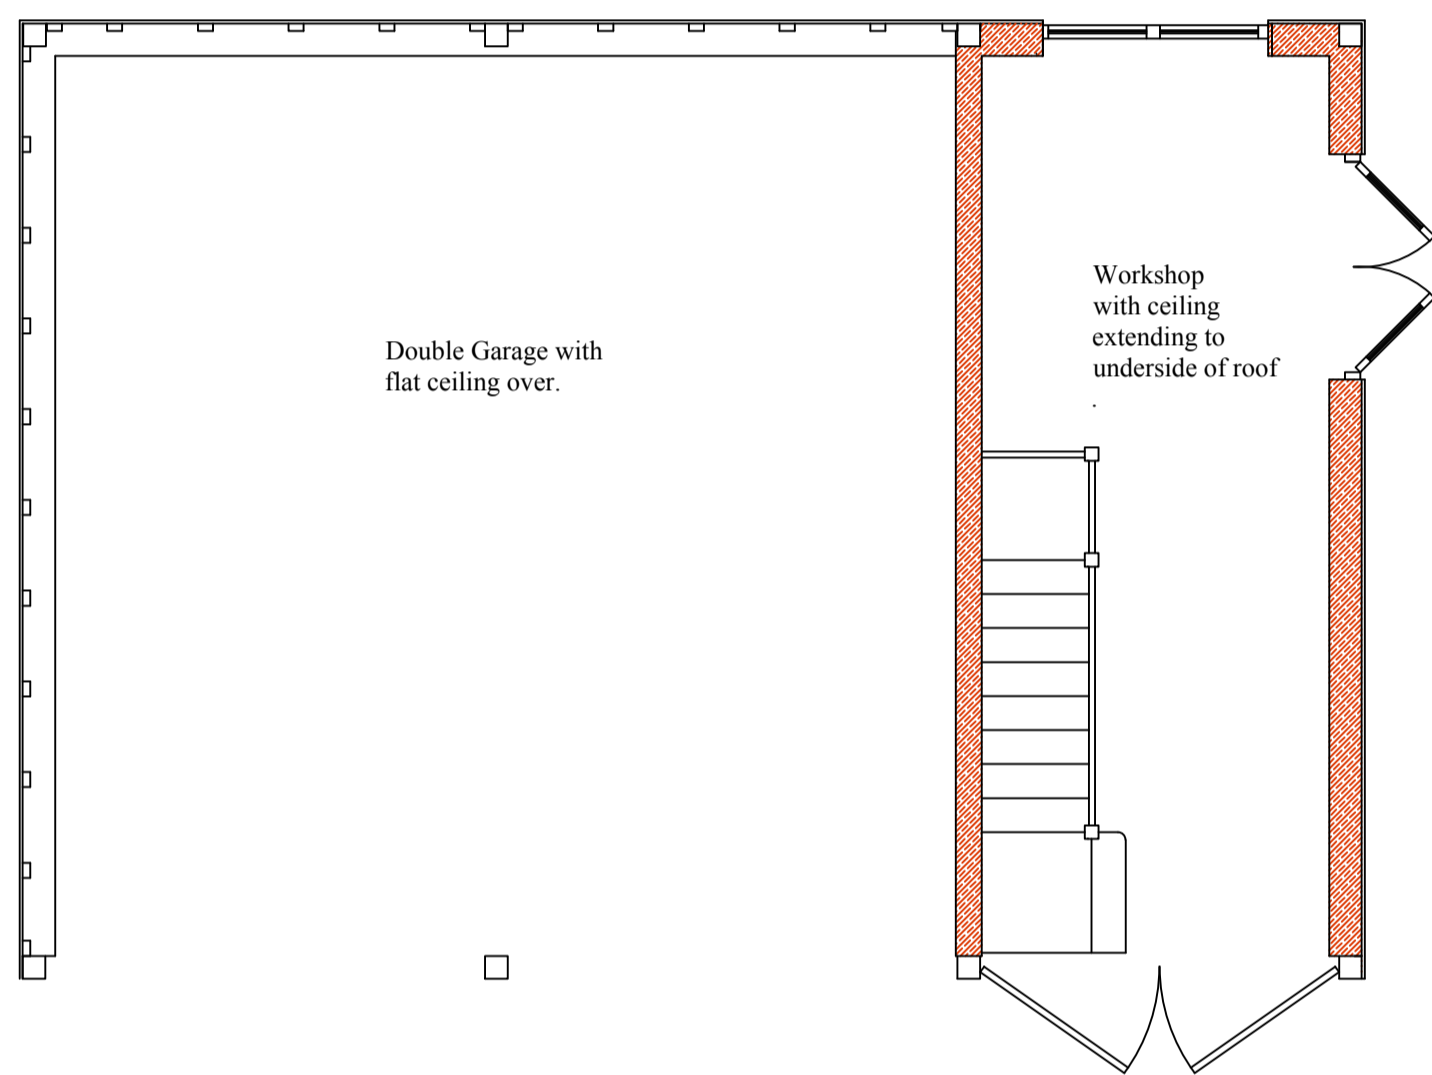 Double Garage with
flat ceiling over.
Workshop
with ceiling
extending to
underside of roof
.